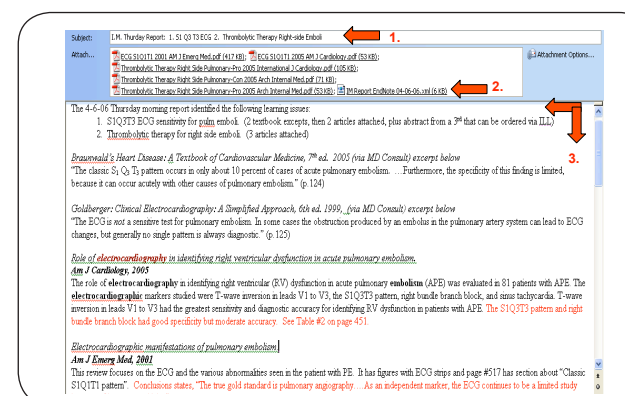 Subject: I.M. Thurday Report: 1. S1 Q3 T3 ECG 2. Thrombolytic Therapy Right-side Emboli
1.
Attach... ECG S1Q1T1 2001 AM J Emerg Med.pdf (417 KB); ECG S1Q1T1 2005 AM J Cardiology.pdf (53 KB); Attachment Options...
Thrombolytic Therapy Right Side Pulmonary-Pro 2005 International J Cardiology.pdf (105 KB);
Thrombolytic Therapy Right Side Pulmonary-Con 2005 Arch Internal Med.pdf (71 KB);
Thrombolytic Therapy Right Side Pulmonary-Pro 2005 Arch Internal Med.pdf (53 KB); IM Report EndNote 04-06-06.xml (6 KB)
2.
The 4-6-06 Thursday morning report identified the following learning issues:
1. S1Q3T3 ECG sensitivity for pulm emboli. (2 textbook excerpts, then 2 articles attached, plus abstract from a 3rd that can be ordered via ILL)
2. Thrombolytic therapy for right side emboli. (3 articles attached)
3.
Braunwald's Heart Disease: A Textbook of Cardiovascular Medicine, 7th ed. 2005 (via MD Consult) excerpt below
"The classic S1 Q3 T3 pattern occurs in only about 10 percent of cases of acute pulmonary embolism. ....Furthermore, the specificity of this finding is limited,
because it can occur acutely with other causes of pulmonary embolism." (p.124)
Goldberger: Clinical Electrocardiography: A Simplified Approach, 6th ed. 1999, (via MD Consult) excerpt below
"The ECG is not a sensitive test for pulmonary embolism. In some cases the obstruction produced by an embolus in the pulmonary artery system can lead to ECG
changes, but generally no single pattern is always diagnostic." (p.125)
Role of electrocardiography in identifying right ventricular dysfunction in acute pulmonary embolism.
Am J Cardiology, 2005
The role of electrocardiography in identifying right ventricular (RV) dysfunction in acute pulmonary embolism (APE) was evaluated in 81 patients with APE. The
electrocardiographic markers studied were T-wave inversion in leads V1 to V3, the S1Q3T3 pattern, right bundle branch block, and sinus tachycardia. T-wave
inversion in leads V1 to V3 had the greatest sensitivity and diagnostic accuracy for identifying RV dysfunction in patients with APE. The S1Q3T3 pattern and right
bundle branch block had good specificity but moderate accuracy. See Table #2 on page 451.
Electrocardiographic manifestations of pulmonary embolism
Am J Emerg Med, 2001
This review focuses on the ECG and the various abnormalities seen in the patient with PE. It has figures with ECG strips and page #517 has section about "Classic
S1Q1T1 pattern". Conclusions states, "The true gold standard is pulmonary angiography....As an independent marker, the ECG continues to be a limited study